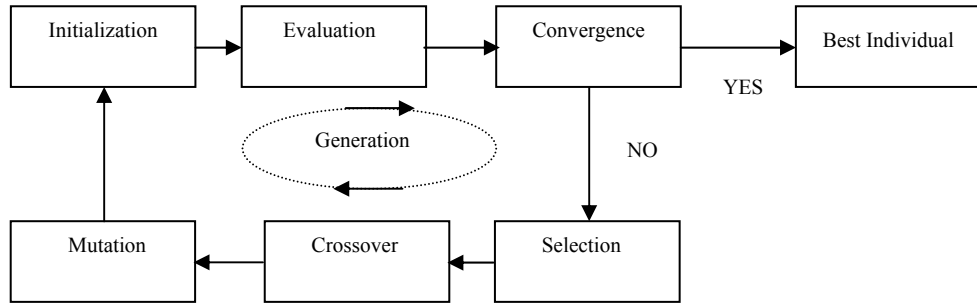 Initialization
Evaluation
Convergence
Best Individual
YES
Generation
NO
Mutation
Crossover
Selection